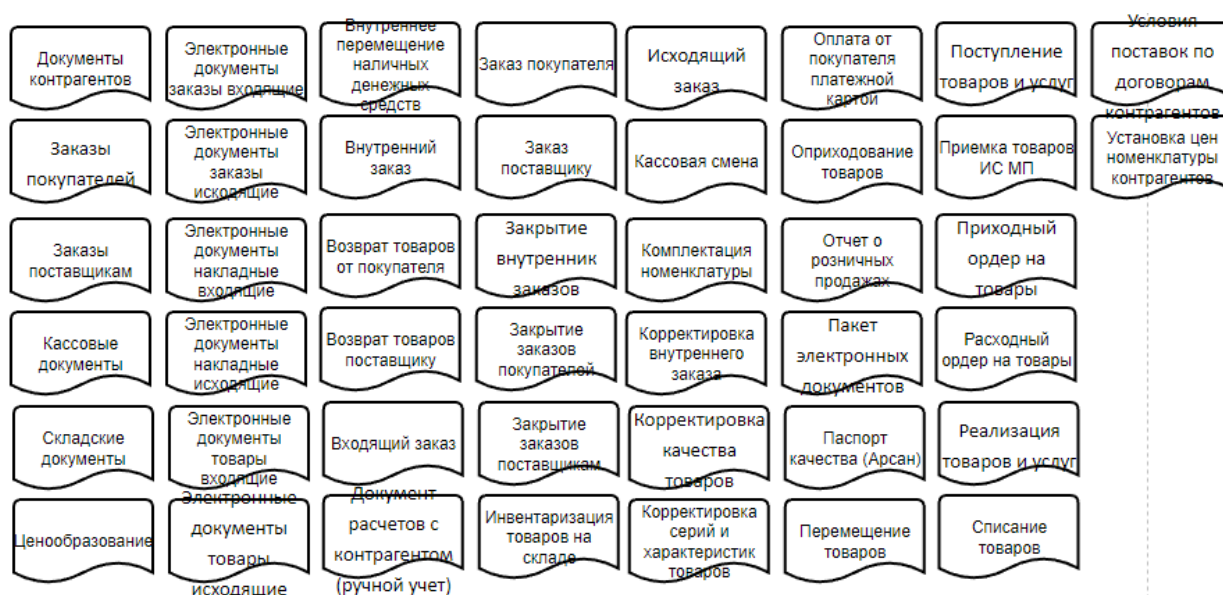 Документы
контрагентов
Электронные
документы
заказы входящие
Внутреннее
перемещение
наличных
денежных
средств
Заказ покупателя
Исходящий
заказ
Оплата от
покупателя
платежной
картой
Поступление
товаров и услуг
Условия
поставок по
договорам
контрагентов
Заказы
покупателей
Электронные
документы
заказы
исходящие
Внутренний
заказ
Заказ
поставщику
Кассовая смена
Оприходование
товаров
Приемка товаров
ИС МП
Установка цен
номенклатуры
контрагентов
Заказы
поставщикам
Электронные
документы
накладные
входящие
Возврат товаров
от покупателя
Закрытие
внутренник
заказов
Комплектация
номенклатуры
Отчет о
розничных
продажах
Приходный
ордер на
товары
Кассовые
документы
Электронные
документы
накладные
исходящие
Возврат товаров
поставщику
Закрытие
заказов
покупателей
Корректировка
внутреннего
заказа
Пакет
электронных
документов
Расходный
ордер на товары
Складские
документы
Электронные
документы
товары
входящие
Входящий заказ
Закрытие
заказов
поставщикам
Корректировка
качества
товаров
Паспорт
качества (Арсан)
Реализация
товаров и услуг
Ценообразование
Электронные
документы
товары
исходящие
Документ
расчетов с
контрагентом
(ручной учет)
Инвентаризация
товаров на
складе
Корректировка
серий и
характеристик
товаров
Перемещение
товаров
Списание
товаров